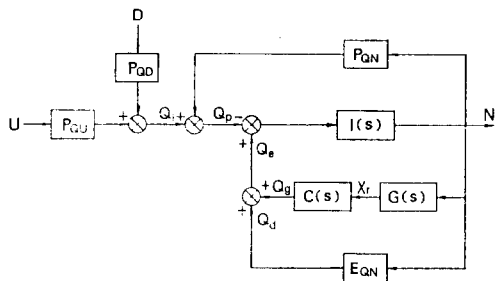 D
P_QD
P_QN
U
P_QU
+
Q_i
+
Q_p
-
I(s)
N
+
Q_e
+
Q_g
C(s)
X_r
G(s)
+
Q_d
E_QN